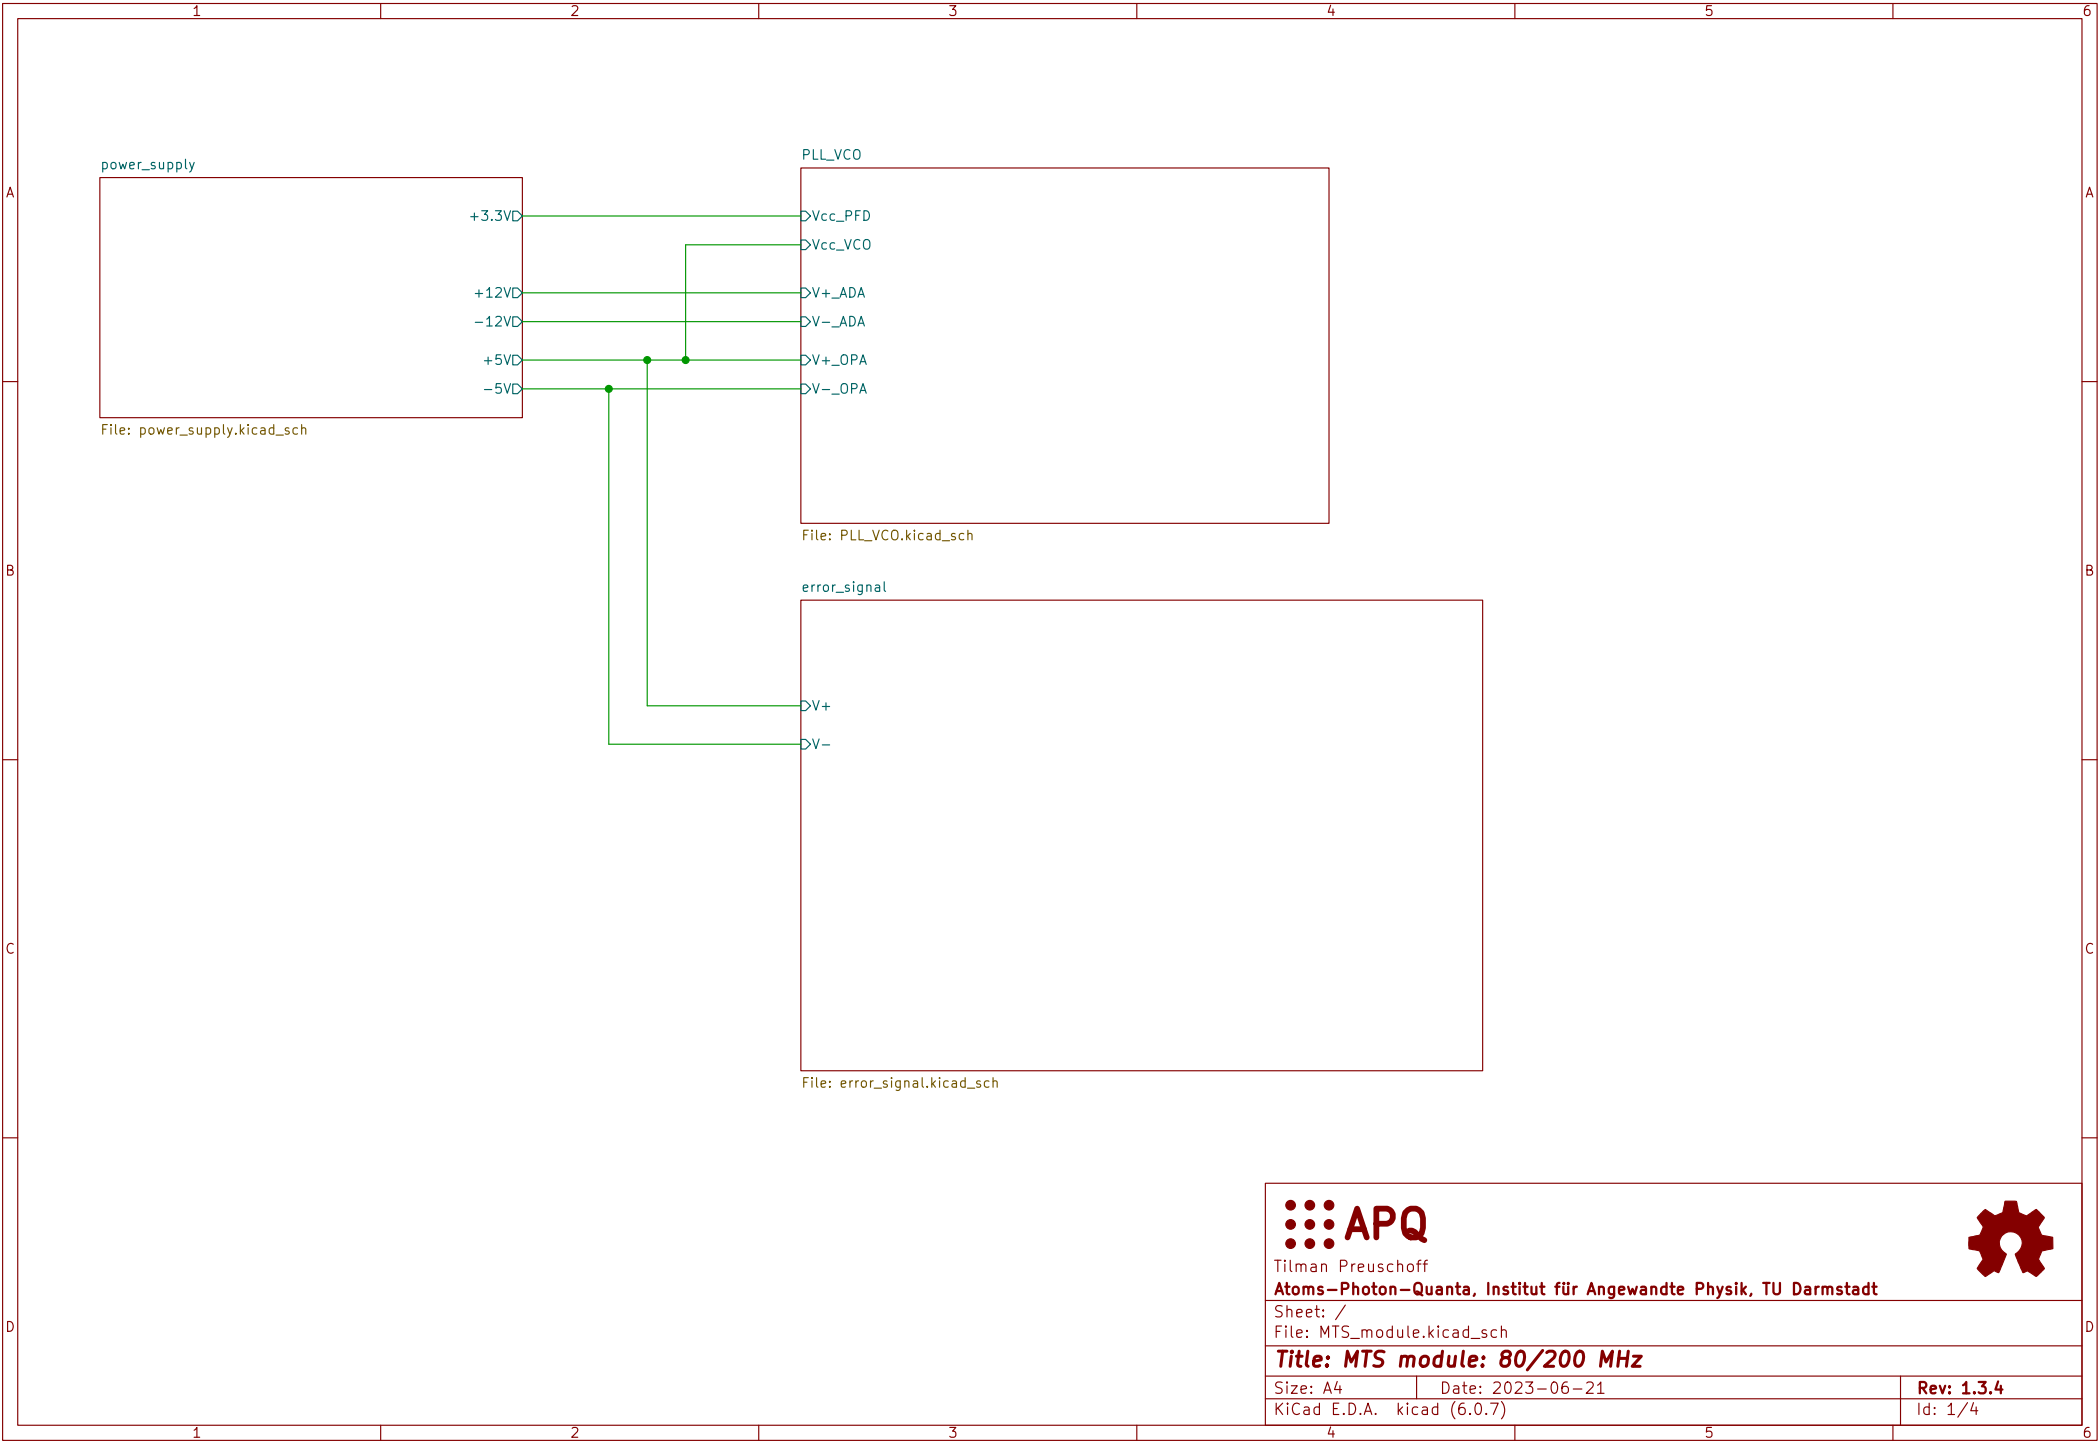 1 2 3 4 5 6
A A
B B
C C
D D
power_supply
+3.3V
+12V
-12V
+5V
-5V
File: power_supply.kicad_sch
PLL_VCO
Vcc_PFD
Vcc_VCO
V+_ADA
V-_ADA
V+_OPA
V-_OPA
File: PLL_VCO.kicad_sch
error_signal
V+
V-
File: error_signal.kicad_sch
APQ
Tilman Preuschoff
Atoms-Photon-Quanta, Institut für Angewandte Physik, TU Darmstadt
Sheet: /
File: MTS_module.kicad_sch
Title: MTS module: 80/200 MHz
Size: A4 Date: 2023-06-21 Rev: 1.3.4
KiCad E.D.A. kicad (6.0.7) Id: 1/4
1 2 3 4 5 6